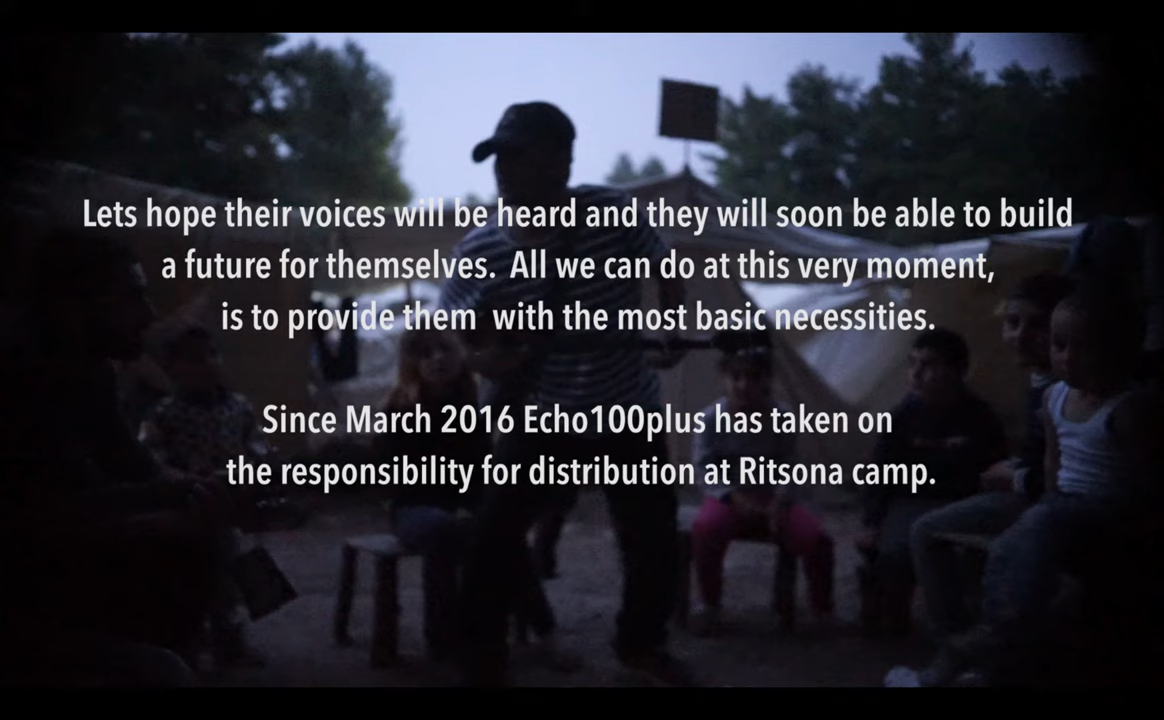 Lets hope their voices will be heard and they will soon be able to build
a future for themselves.  All we can do at this very moment,
is to provide them  with the most basic necessities.
Since March 2016 Echo100plus has taken on
the responsibility for distribution at Ritsona camp.